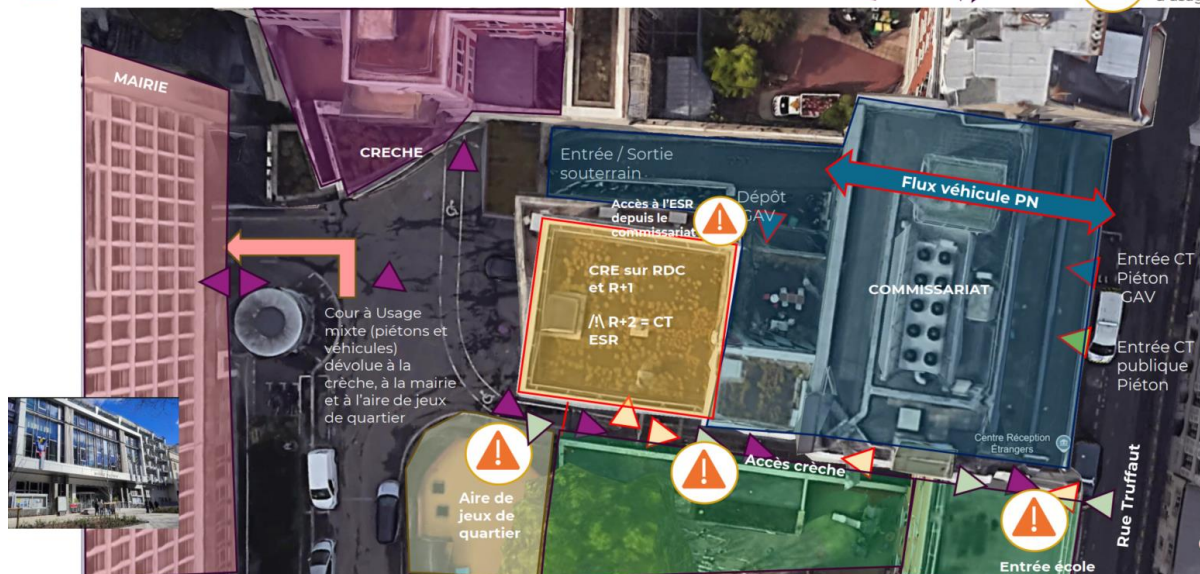 MAIRIE
CRECHE
Entrée / Sortie
souterrain
Accès à l'ESR
depuis le
commissariat
Dépôt
GAV
Flux véhicule PN
CRE sur RDC
et R+1
/!\ R+2 = CT
ESR
COMMISSARIAT
Entrée CT
Piéton
GAV
Entrée CT
publique
Piéton
Cour à Usage
mixte (piétons et
véhicules)
dévolue à la
crèche, à la mairie
et à l'aire de jeux
de quartier
Centre Réception
Étrangers
Accès crèche
Aire de
jeux de
quartier
Rue Truffaut
Entrée école